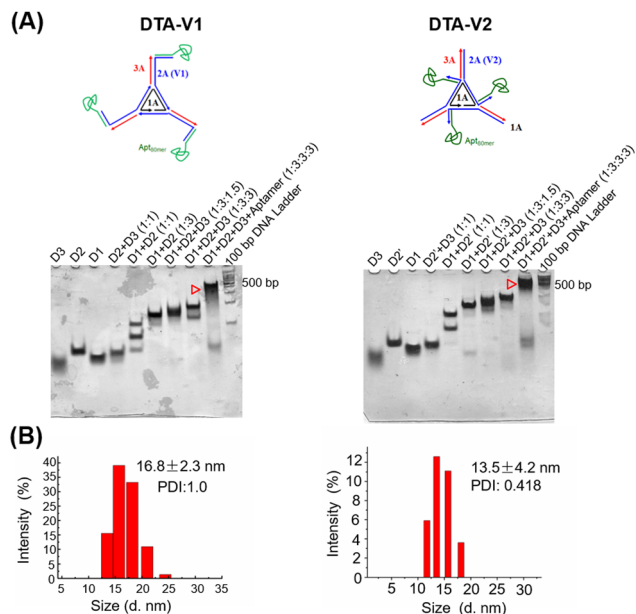 (A)
DTA-V1
DTA-V2
3A
2A (V1)
1A
Apt60mer
3A
2A (V2)
1A
1A
Apt60mer
D3
D2
D1
D2+D3 (1:1)
D1+D2 (1:1)
D1+D2 (1:3)
D1+D2+D3 (1:3:1.5)
D1+D2+D3 (1:3:3)
D1+D2+D3+Aptamer (1:3:3:3)
100 bp DNA Ladder
500 bp
D3
D2'
D1
D2'+D3 (1:1)
D1+D2' (1:1)
D1+D2' (1:3)
D1+D2'+D3 (1:3:1.5)
D1+D2'+D3 (1:3:3)
D1+D2'+D3+Aptamer (1:3:3:3)
100 bp DNA Ladder
500 bp
(B)
Intensity (%)
40
35
30
25
20
15
10
5
0
16.8±2.3 nm
PDI:1.0
5 10 15 20 25 30 35
Size (d. nm)
Intensity (%)
12
10
8
6
4
2
0
13.5±4.2 nm
PDI: 0.418
5 10 15 20 25 30
Size (d. nm)